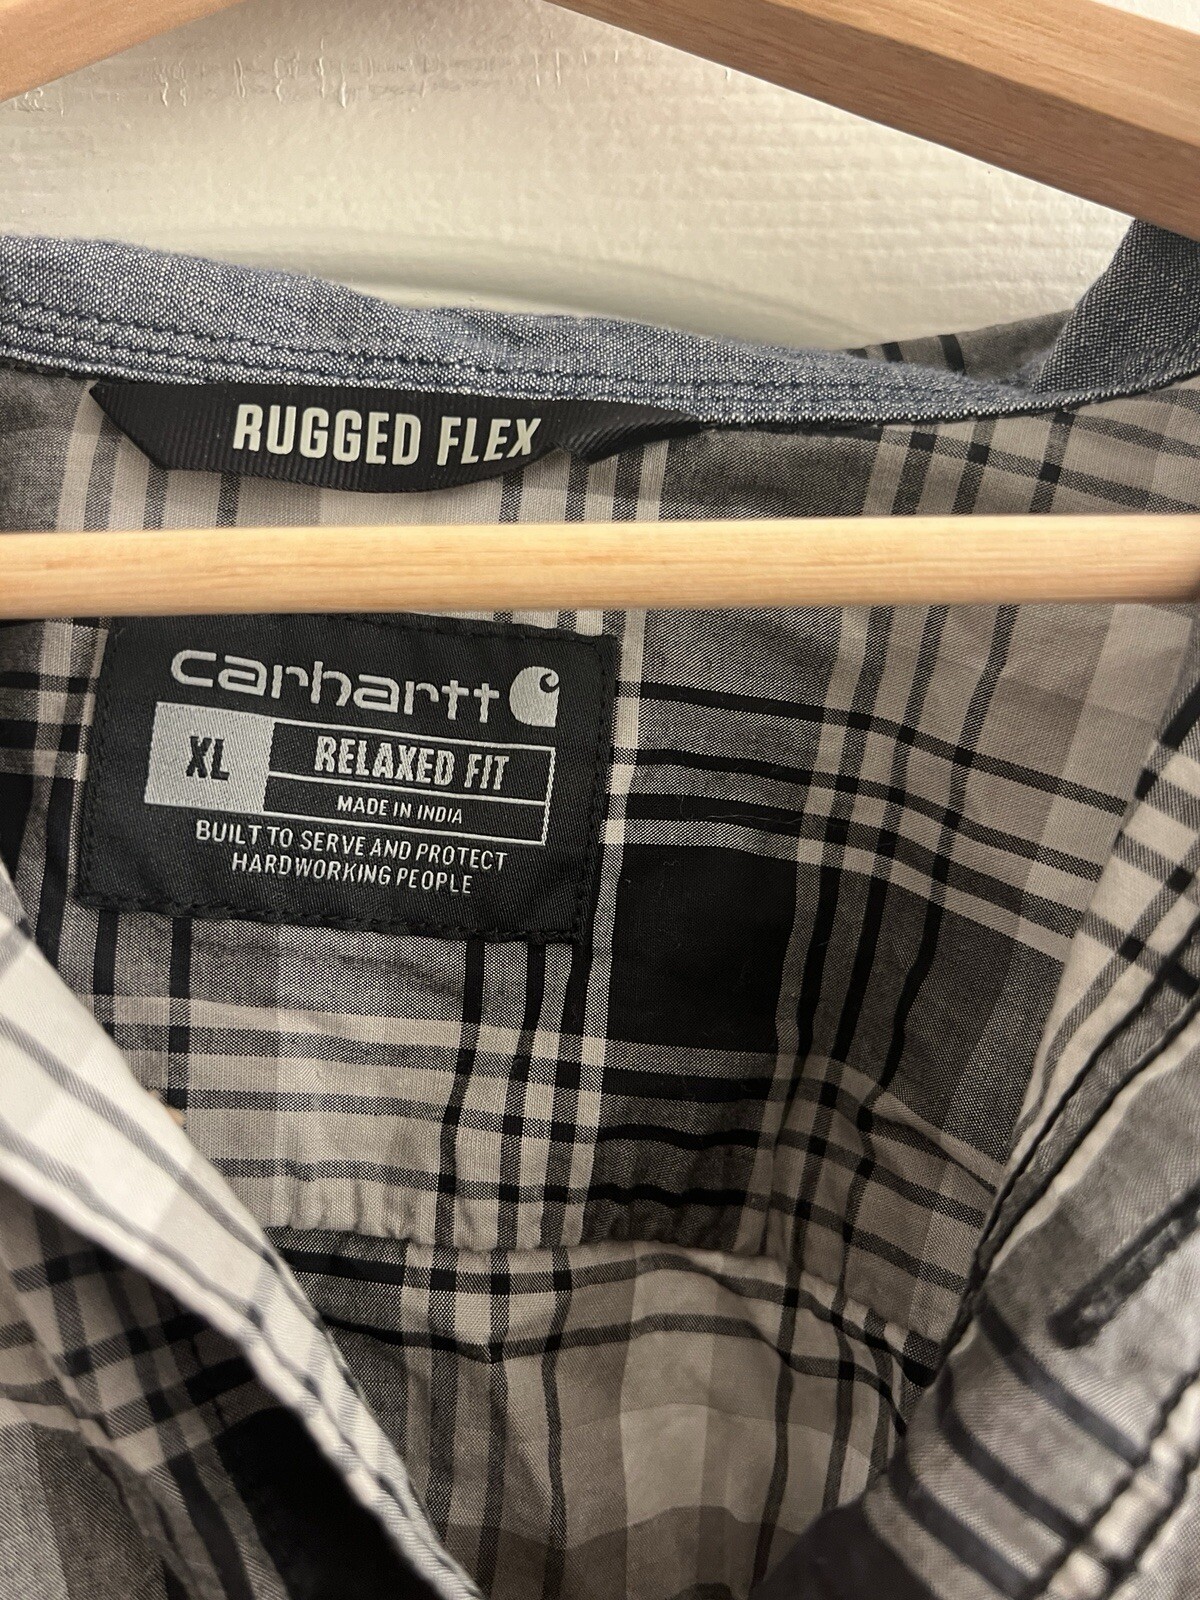 RUGGED FLEX
carhartt
XL
RELAXED FIT
MADE IN INDIA
BUILT TO SERVE AND PROTECT
HARDWORKING PEOPLE